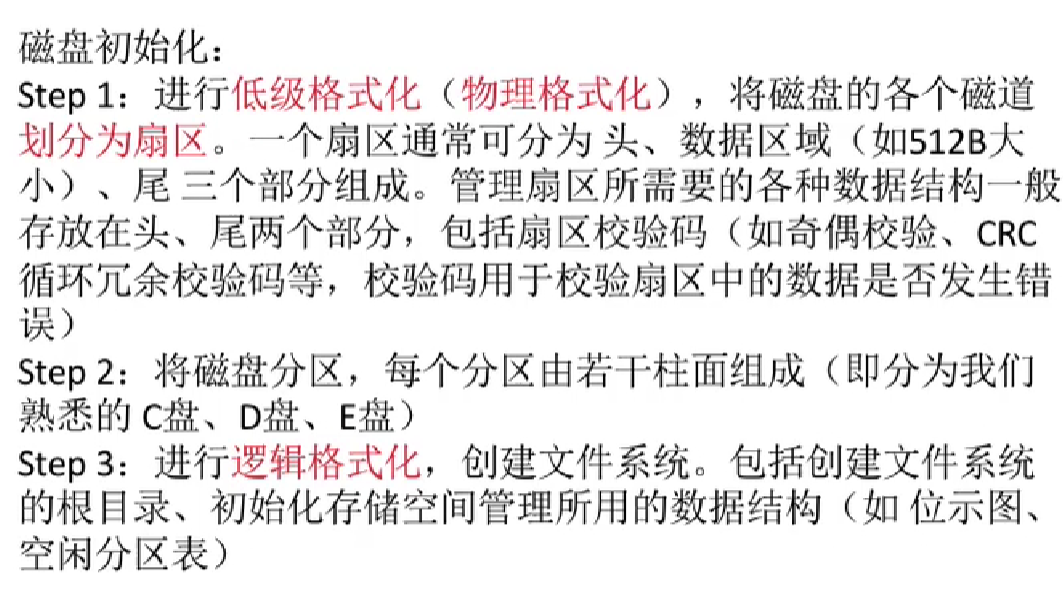 磁盘初始化：
Step 1：进行低级格式化（物理格式化），将磁盘的各个磁道
划分为扇区。一个扇区通常可分为 头、数据区域（如512B大
小）、尾 三个部分组成。管理扇区所需要的各种数据结构一般
存放在头、尾两个部分，包括扇区校验码（如奇偶校验、CRC
循环冗余校验码等，校验码用于校验扇区中的数据是否发生错
误）
Step 2：将磁盘分区，每个分区由若干柱面组成（即分为我们
熟悉的 C盘、D盘、E盘）
Step 3：进行逻辑格式化，创建文件系统。包括创建文件系统
的根目录、初始化存储空间管理所用的数据结构（如 位示图、
空闲分区表）